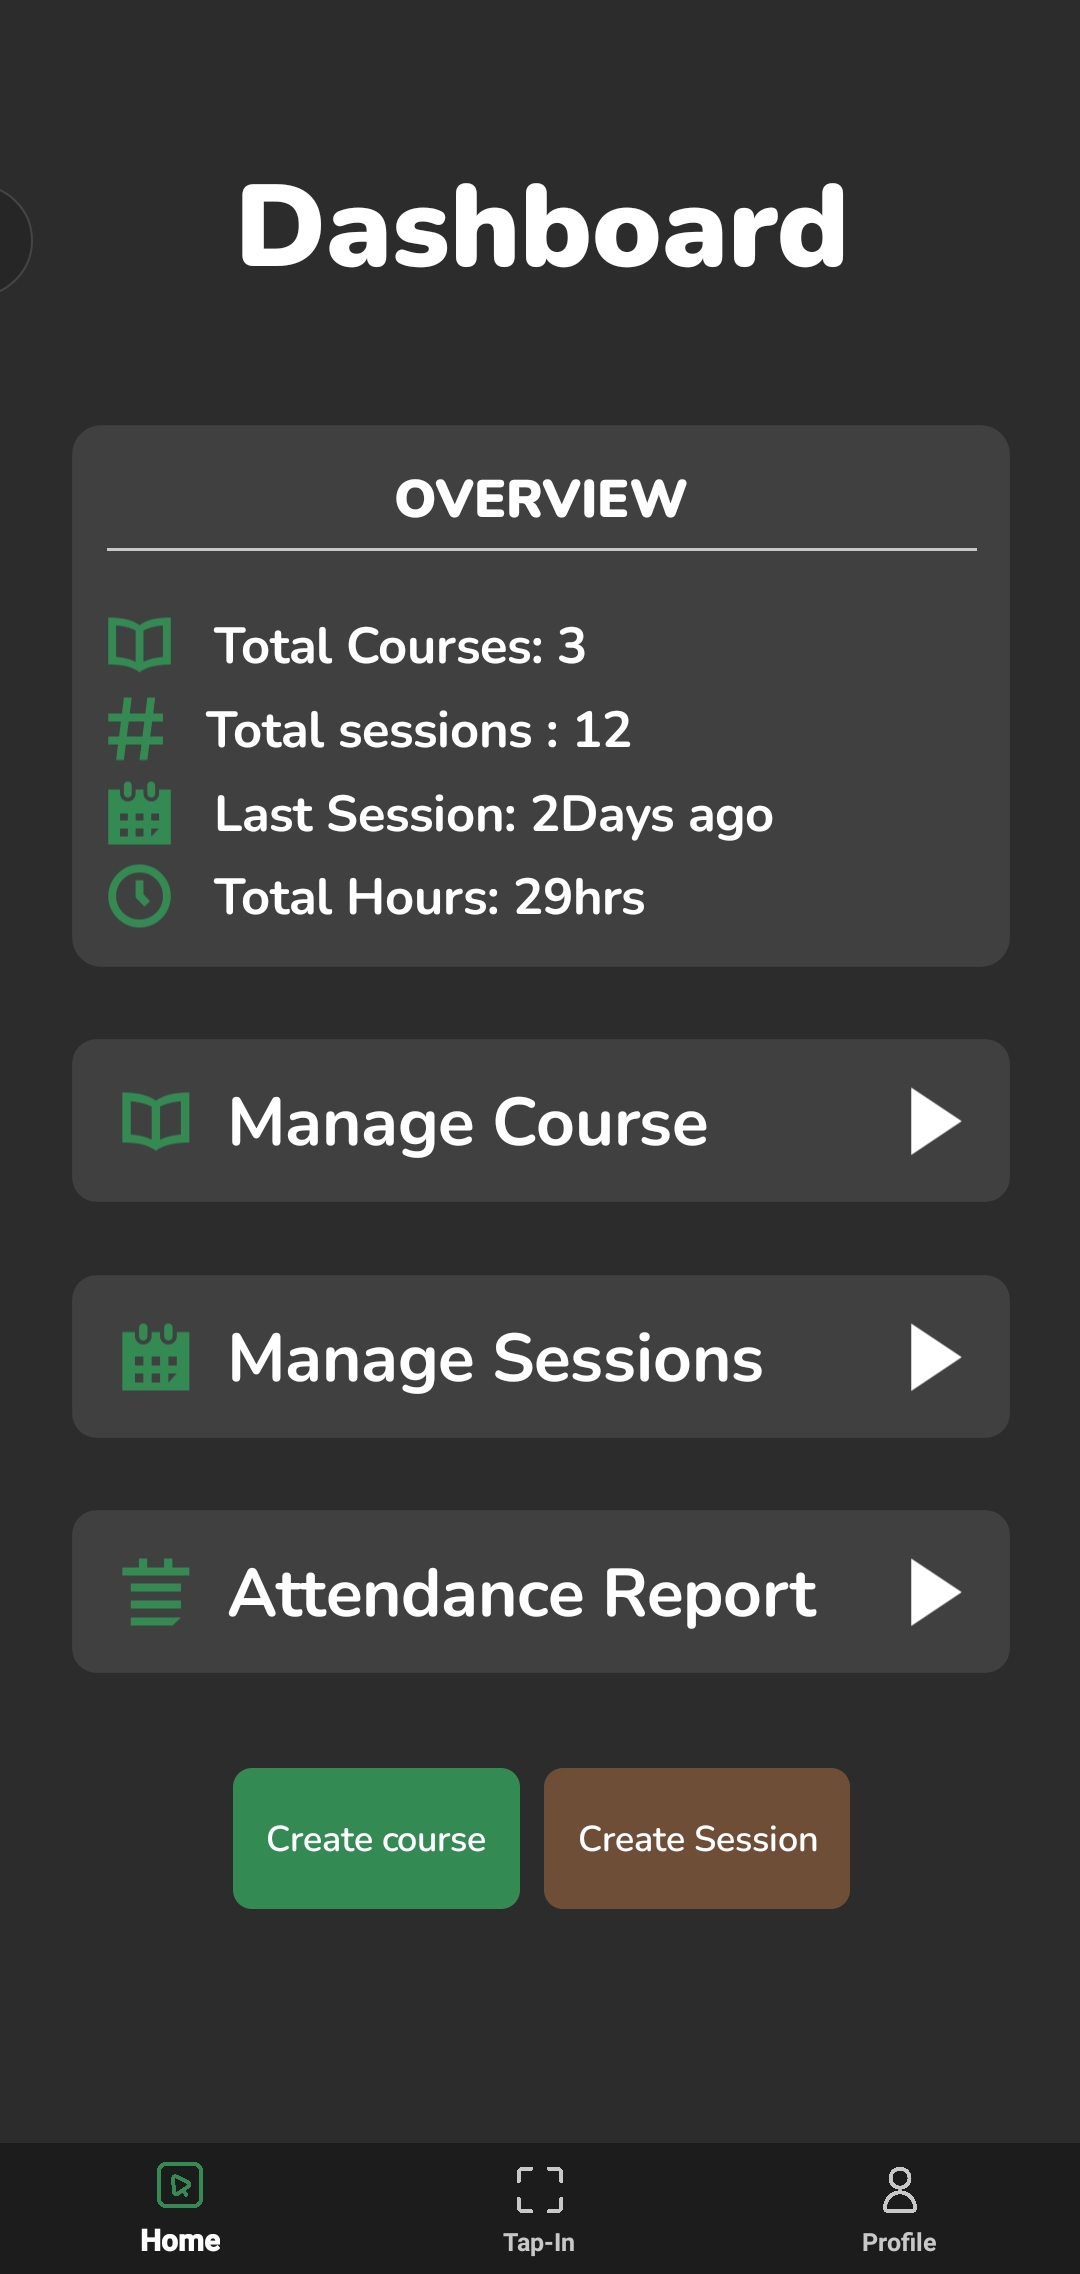 Dashboard
OVERVIEW
Total Courses: 3
Total sessions : 12
Last Session: 2Days ago
Total Hours: 29hrs
Manage Course
Manage Sessions
Attendance Report
Create course
Create Session
Home
Tap-In
Profile